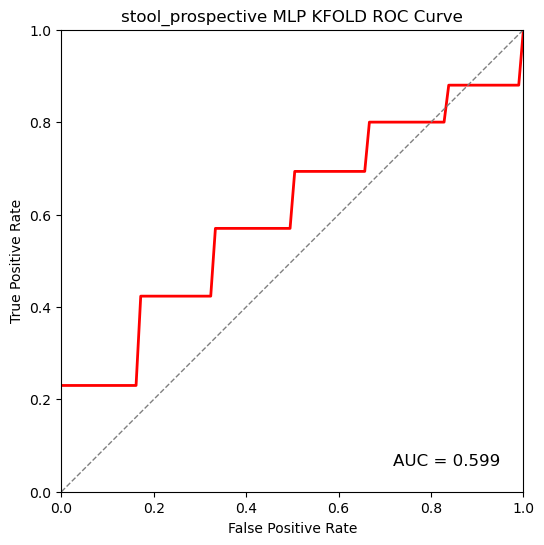 stool_prospective MLP KFOLD ROC Curve
1.0
0.8
0.6
0.4
0.2
0.0
True Positive Rate
AUC = 0.599
0.0 0.2 0.4 0.6 0.8 1.0
False Positive Rate